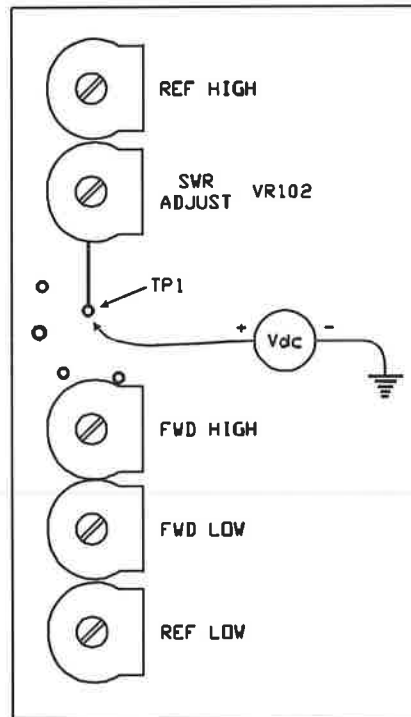 REF HIGH
SWR
ADJUST VR102
TP1
+ Vdc -
FWD HIGH
FWD LOW
REF LOW